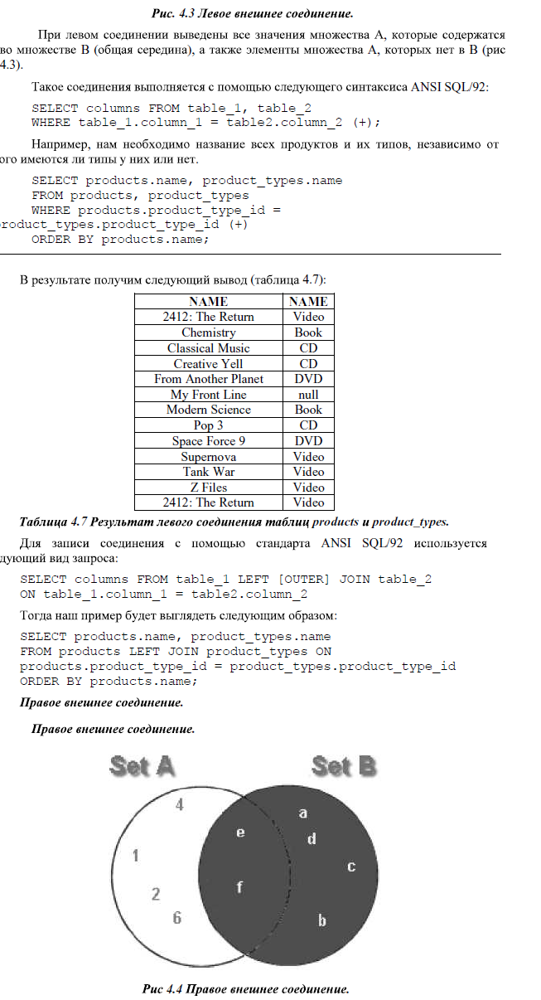 Рис. 4.3 Левое внешнее соединение.
При левом соединении выведены все значения множества А, которые содержатся
во множестве В (общая середина), а также элементы множества А, которых нет в В (рис
4.3).
Такое соединения выполняется с помощью следующего синтаксиса ANSI SQL/92:
SELECT columns FROM table_1, table_2
WHERE table_1.column_1 = table2.column_2 (+);
Например, нам необходимо название всех продуктов и их типов, независимо от
ого имеются ли типы у них или нет.
SELECT products.name, product_types.name
FROM products, product_types
WHERE products.product_type_id =
product_types.product_type_id (+)
ORDER BY products.name;
В результате получим следующий вывод (таблица 4.7):
NAME NAME
2412: The Return Video
Chemistry Book
Classical Music CD
Creative Yell CD
From Another Planet DVD
My Front Line null
Modern Science Book
Pop 3 CD
Space Force 9 DVD
Supernova Video
Tank War Video
Z Files Video
2412: The Return Video
Таблица 4.7 Результат левого соединения таблиц products и product_types.
Для записи соединения с помощью стандарта ANSI SQL/92 используется
дующий вид запроса:
SELECT columns FROM table_1 LEFT [OUTER] JOIN table_2
ON table_1.column_1 = table2.column_2
Тогда наш пример будет выглядеть следующим образом:
SELECT products.name, product_types.name
FROM products LEFT JOIN product_types ON
products.product_type_id = product_types.product_type_id
ORDER BY products.name;
Правое внешнее соединение.
Правое внешнее соединение.
Set A Set B
4
a
e
d
1
c
f
2
6
b
Рис 4.4 Правое внешнее соединение.